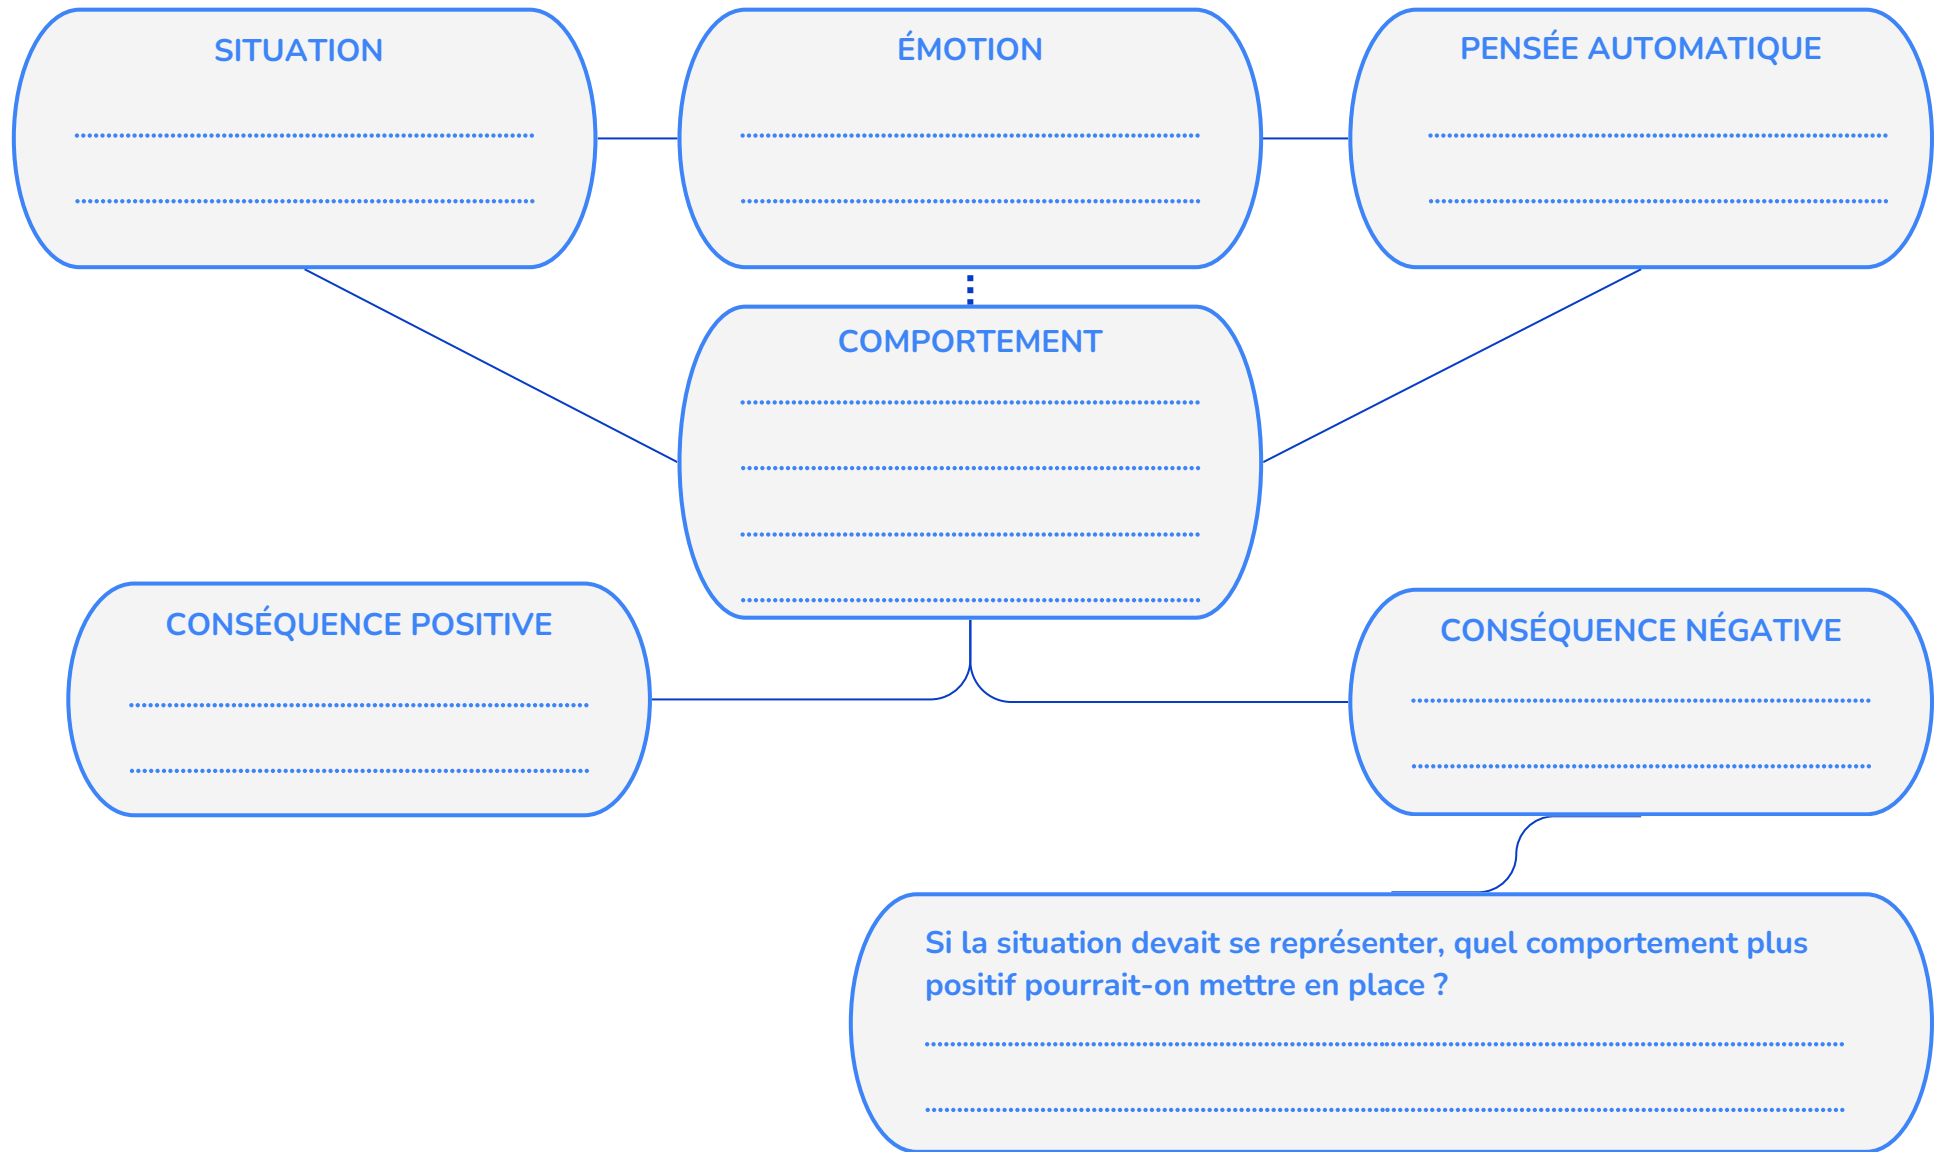 SITUATION
ÉMOTION
PENSÉE AUTOMATIQUE
COMPORTEMENT
CONSÉQUENCE POSITIVE
CONSÉQUENCE NÉGATIVE
Si la situation devait se représenter, quel comportement plus
positif pourrait-on mettre en place ?